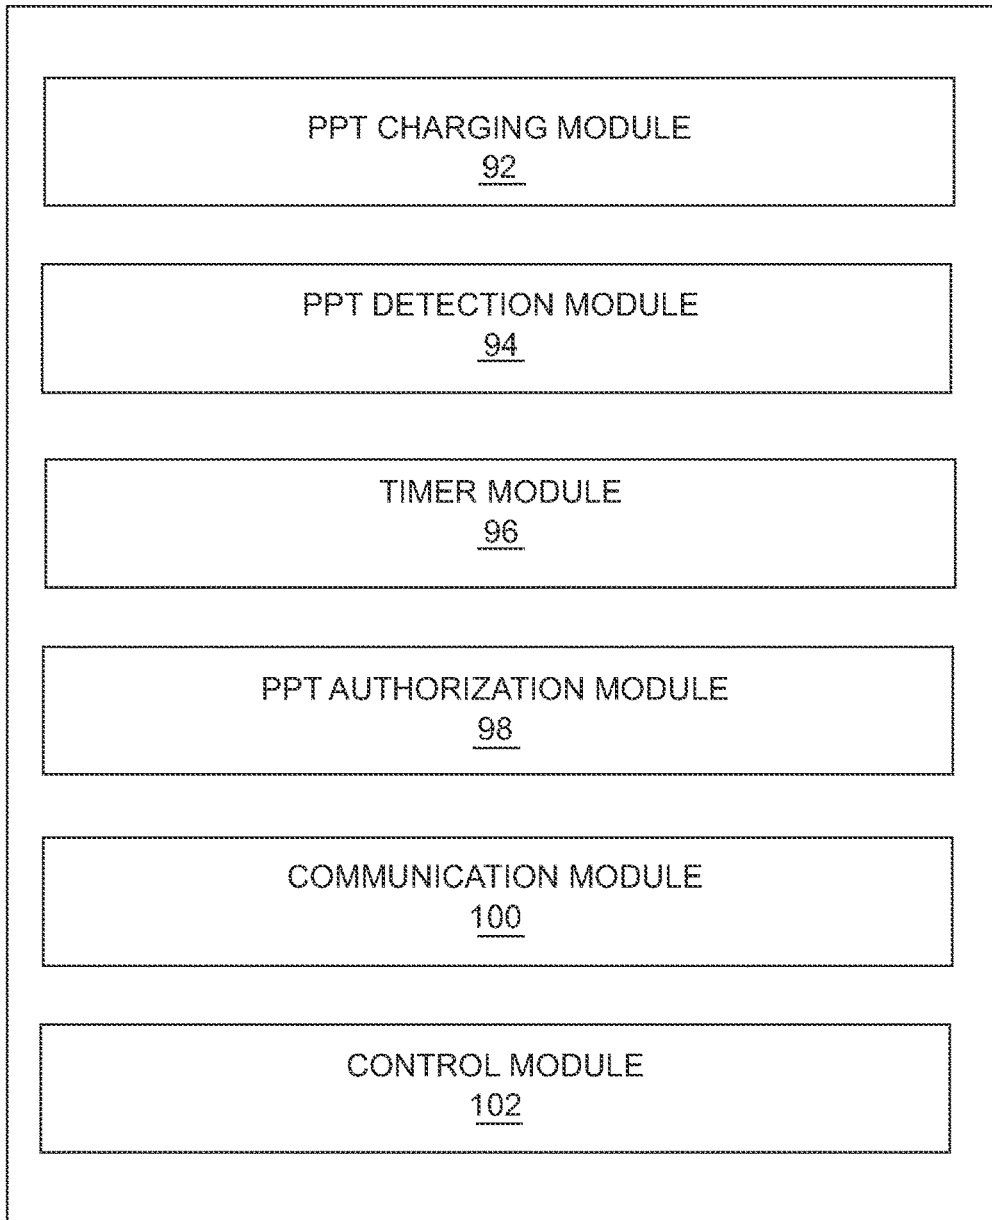 PPT CHARGING MODULE
92
PPT DETECTION MODULE
94
TIMER MODULE
96
PPT AUTHORIZATION MODULE
98
COMMUNICATION MODULE
100
CONTROL MODULE
102